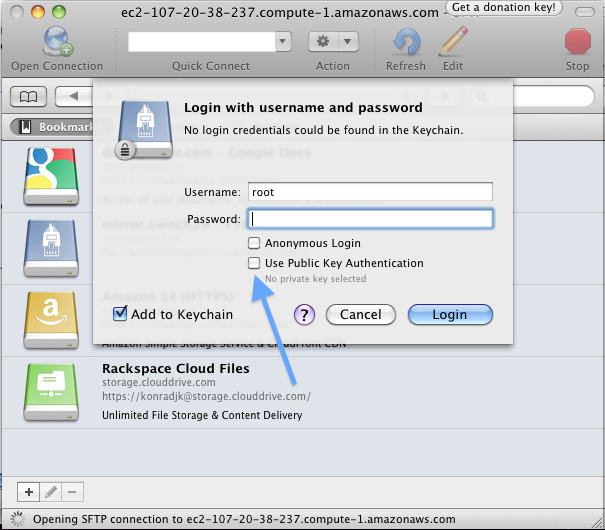 ec2-107-20-38-237.compute-1.amazonaws.com –
Get a donation key!
Open Connection
Quick Connect
Action
Refresh
Edit
Stop
Bookmark
Login with username and password
No login credentials could be found in the Keychain.
Username: root
Password:
Anonymous Login
Use Public Key Authentication
No private key selected
Add to Keychain
?
Cancel
Login
Amazon S3 (HTTPS)
Amazon Simple Storage Service & CloudFront CDN
Rackspace Cloud Files
storage.clouddrive.com
https://konradjk@storage.clouddrive.com/
Unlimited File Storage & Content Delivery
Opening SFTP connection to ec2-107-20-38-237.compute-1.amazonaws.com